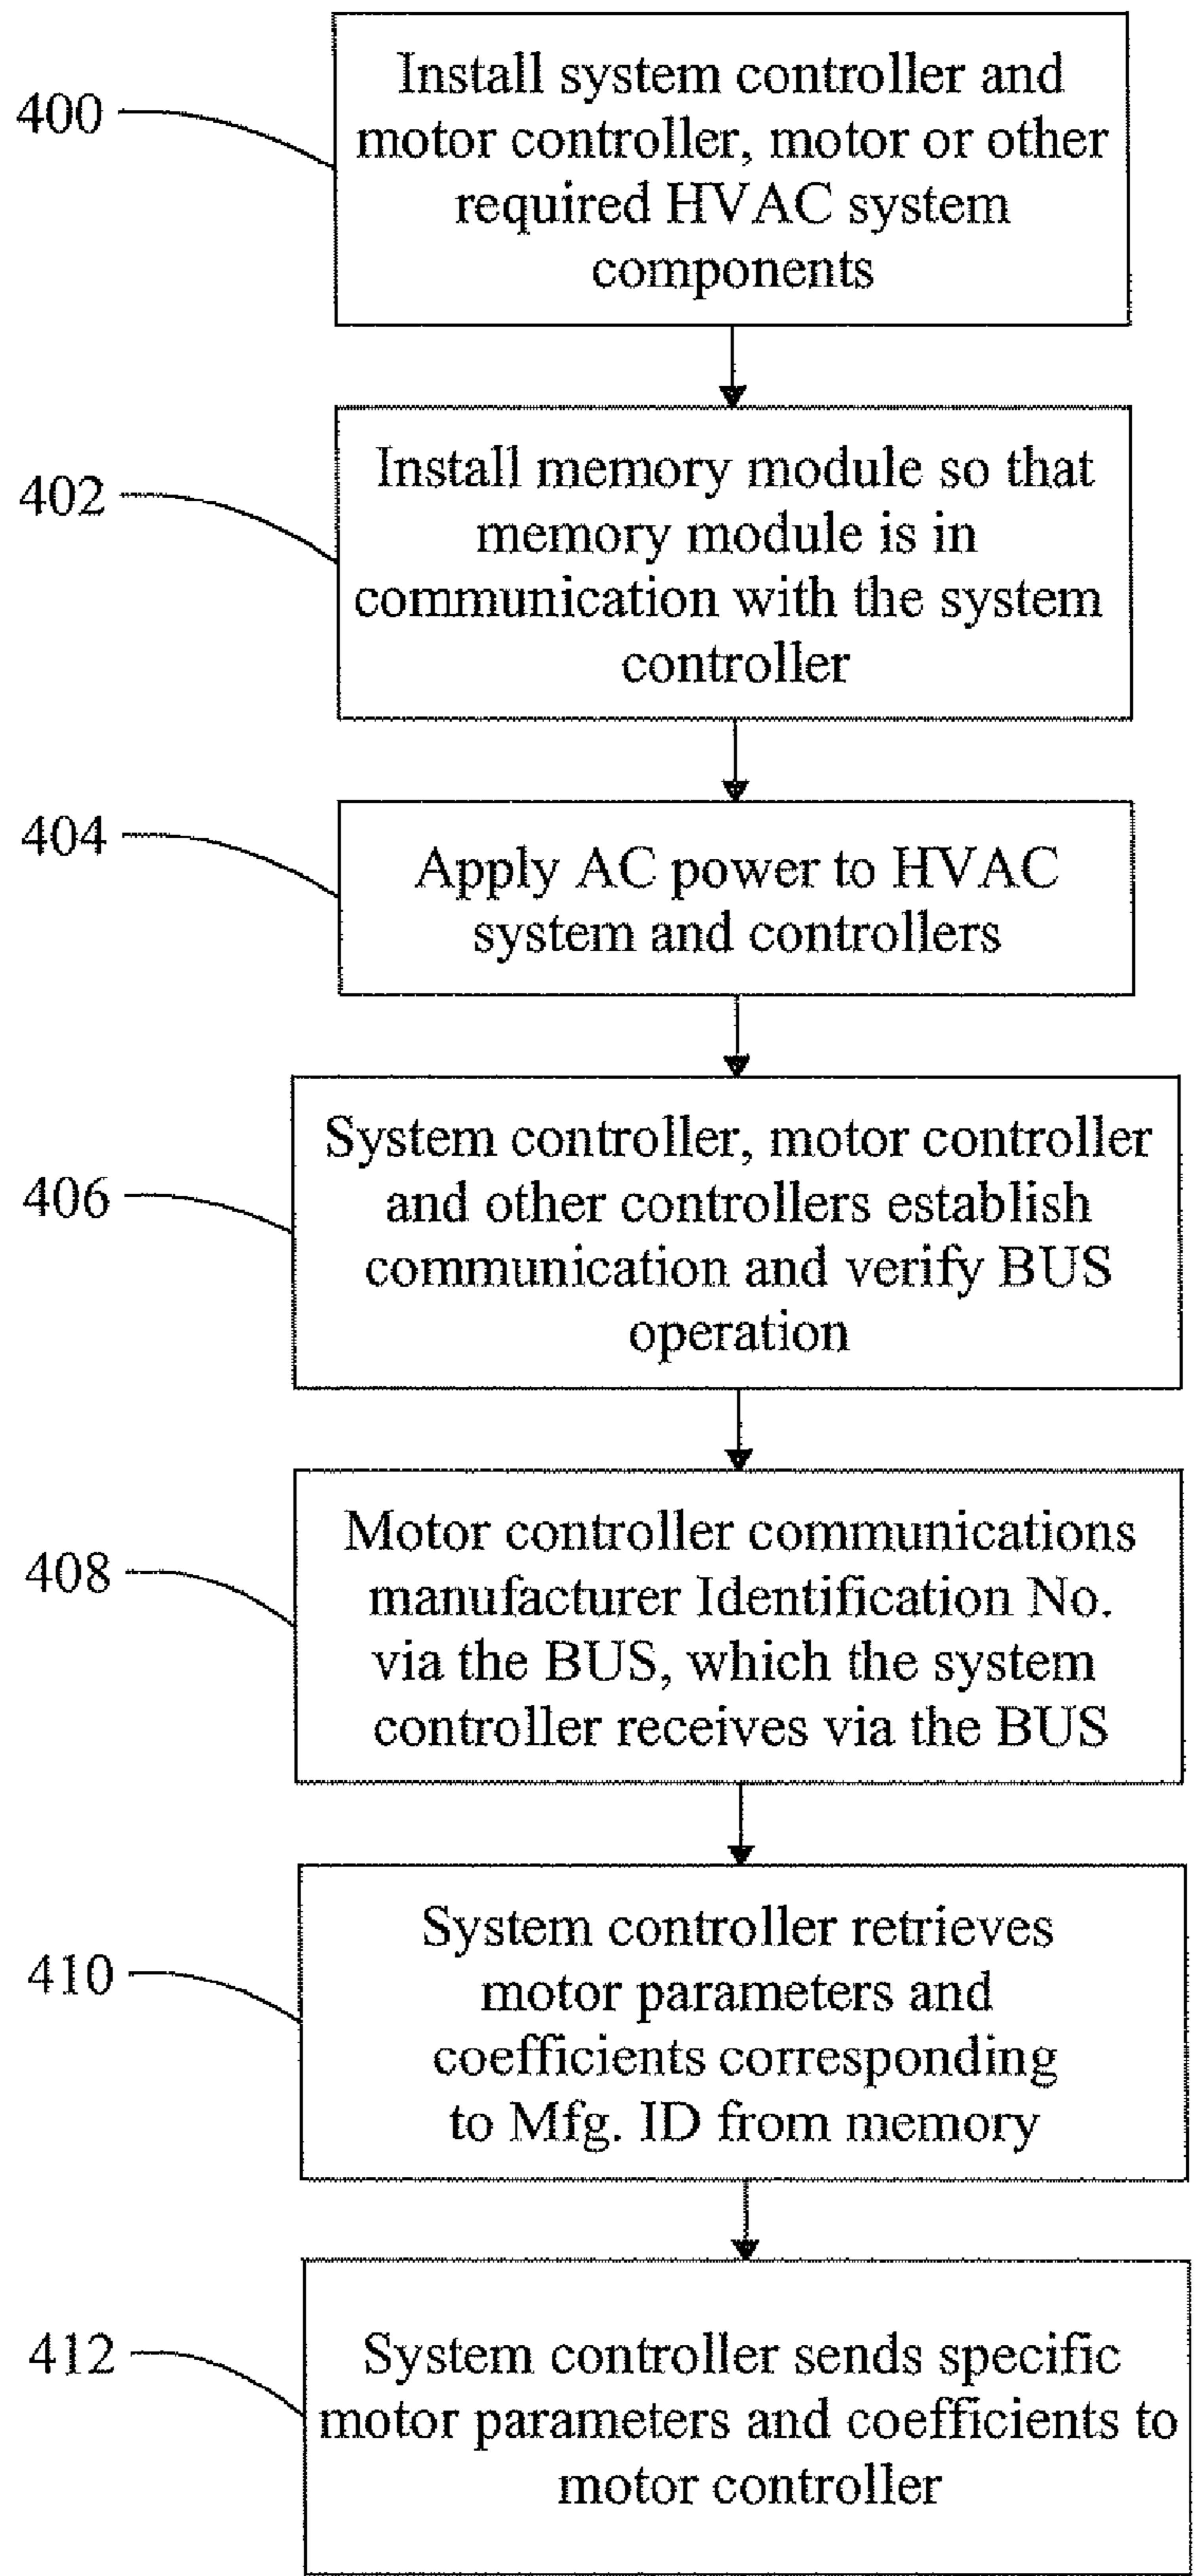 400
Install system controller and
motor controller, motor or other
required HVAC system
components
402
Install memory module so that
memory module is in
communication with the system
controller
404
Apply AC power to HVAC
system and controllers
406
System controller, motor controller
and other controllers establish
communication and verify BUS
operation
408
Motor controller communications
manufacturer Identification No.
via the BUS, which the system
controller receives via the BUS
410
System controller retrieves
motor parameters and
coefficients corresponding
to Mfg. ID from memory
412
System controller sends specific
motor parameters and coefficients to
motor controller